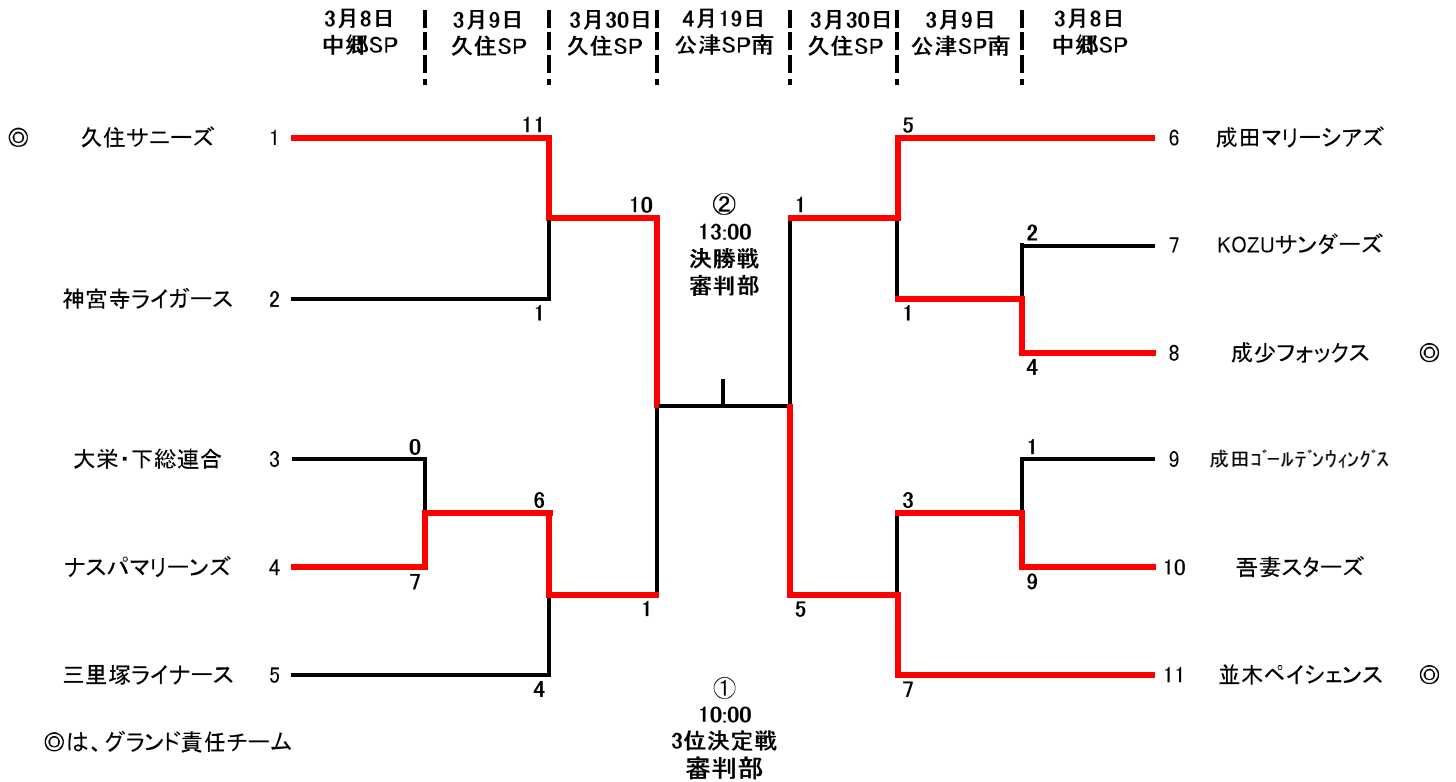 3月8日 3月9日 3月30日 4月19日 3月30日 3月9日 3月8日
中郷SP 久住SP 久住SP 公津SP南 久住SP 公津SP南 中郷SP
11 5
◎ 久住サニーズ 1 6 成田マリーシアズ
10 ② 1
13:00 2
決勝戦 7 KOZUサンダーズ
審判部
神宮寺ライガース 2
1 1
8 成少フォックス ◎
4
0 1
大栄・下総連合 3 9 成田ゴールデンウィングス
6 3
ナスパマリーンズ 4 10 吾妻スターズ
7 9
1 5
三里塚ライナース 5 11 並木ペイシェンス ◎
4 ① 7
10:00
◎は、グランド責任チーム 3位決定戦
審判部